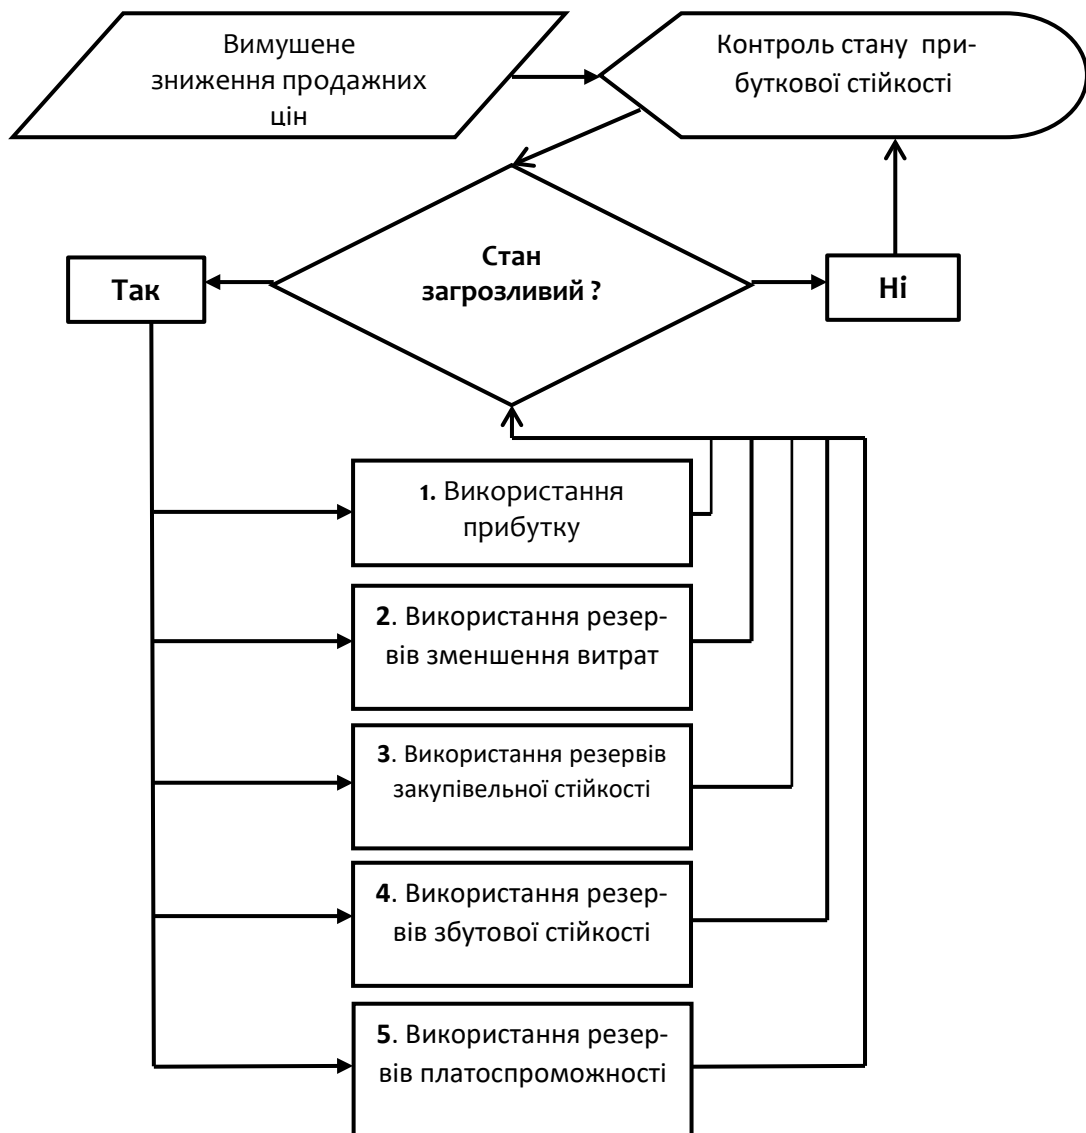 Вимушене
зниження продажних
цін
Контроль стану при-
буткової стійкості
Стан
загрозливий ?
Так
Ні
1. Використання
прибутку
2. Використання резер-
вів зменшення витрат
3. Використання резервів
закупівельної стійкості
4. Використання резер-
вів збутової стійкості
5. Використання резер-
вів платоспроможності